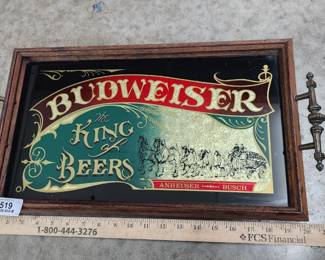 BUDWEISER
The
KING
of
BEERS
ANHEUSER BUSCH
519
1-800-444-3276
FCS Financial